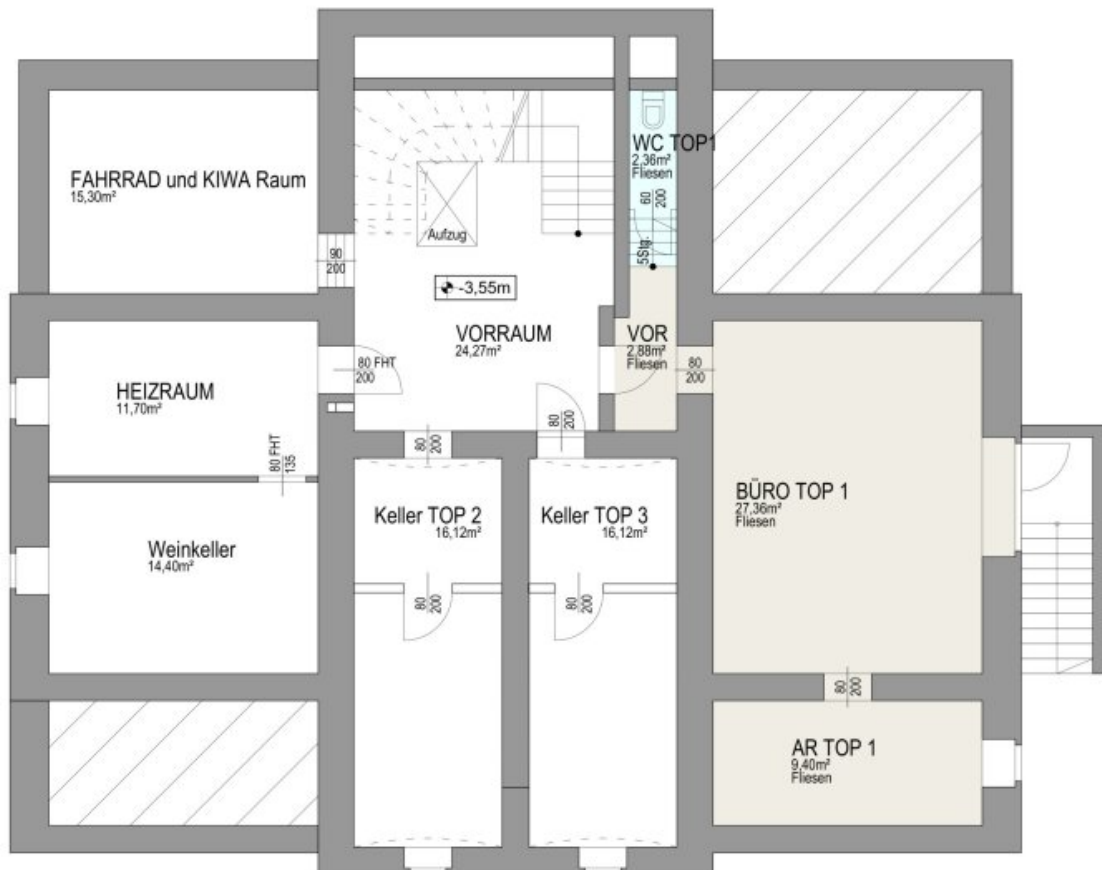 WC TOP1
2,36m²
Fliesen
60
200
5Stg.
FAHRRAD und KIWA Raum
15,30m²
Aufzug
90
200
-3,55m
VORRAUM
24,27m²
VOR
2,88m²
Fliesen
80 FHT
200
80
200
HEIZRAUM
11,70m²
80
200
80
200
80 FHT
135
BÜRO TOP 1
27,36m²
Fliesen
Keller TOP 2
16,12m²
Keller TOP 3
16,12m²
Weinkeller
14,40m²
80
200
80
200
80
200
AR TOP 1
9,40m²
Fliesen